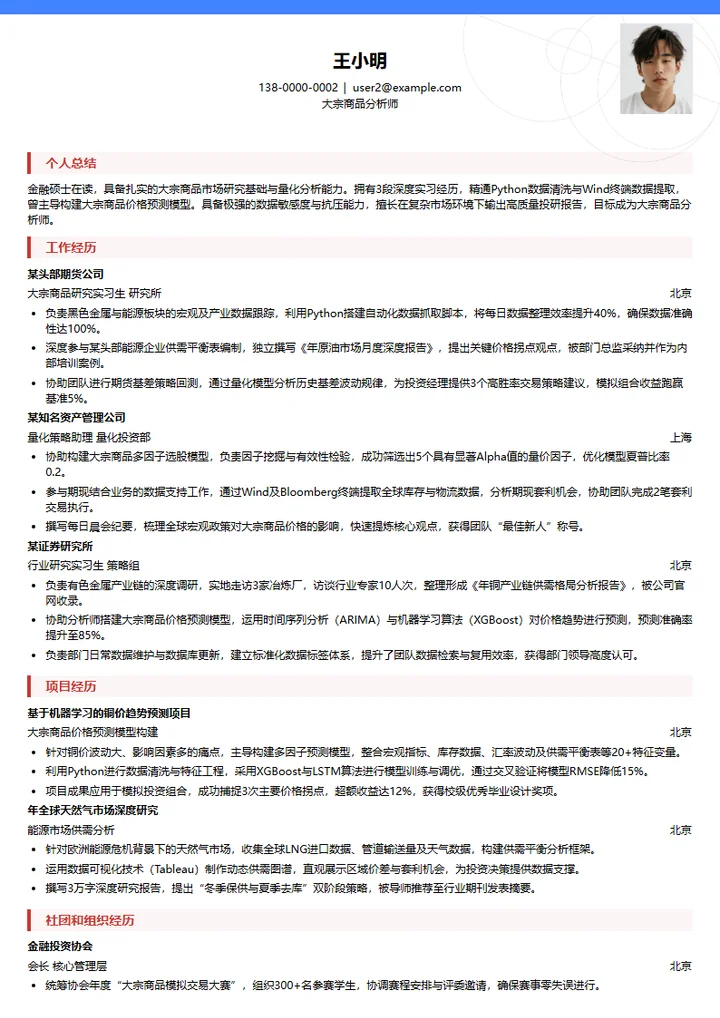 王小明
138-0000-0002 | user2@example.com
大宗商品分析师
个人总结
金融硕士在读，具备扎实的大宗商品市场研究基础与量化分析能力。拥有3段深度实习经历，精通Python数据清洗与Wind终端数据提取，
曾主导构建大宗商品价格预测模型。具备极强的数据敏感度与抗压能力，擅长在复杂市场环境下输出高质量投研报告，目标成为大宗商品分
析师。
工作经历
某头部期货公司
大宗商品研究实习生 研究所 北京
• 负责黑色金属与能源板块的宏观及产业数据跟踪，利用Python搭建自动化数据抓取脚本，将每日数据整理效率提升40%，确保数据准确
性达100%。
• 深度参与某头部能源企业供需平衡表编制，独立撰写《年原油市场月度深度报告》，提出关键价格拐点观点，被部门总监采纳并作为内
部培训案例。
• 协助团队进行期货基差策略回测，通过量化模型分析历史基差波动规律，为投资经理提供3个高胜率交易策略建议，模拟组合收益跑赢
基准5%。
某知名资产管理公司
量化策略助理 量化投资部 上海
• 协助构建大宗商品多因子选股模型，负责因子挖掘与有效性检验，成功筛选出5个具有显著Alpha值的量价因子，优化模型夏普比率
0.2。
• 参与期现结合业务的数据支持工作，通过Wind及Bloomberg终端提取全球库存与物流数据，分析期现套利机会，协助团队完成2笔套利
交易执行。
• 撰写每日晨会纪要，梳理全球宏观政策对大宗商品价格的影响，快速提炼核心观点，获得团队“最佳新人”称号。
某证券研究所
行业研究实习生 策略组 北京
• 负责有色金属产业链的深度调研，实地走访3家冶炼厂，访谈行业专家10人次，整理形成《年铜产业链供需格局分析报告》，被公司官
网收录。
• 协助分析师搭建大宗商品价格预测模型，运用时间序列分析（ARIMA）与机器学习算法（XGBoost）对价格趋势进行预测，预测准确率
提升至85%。
• 负责部门日常数据维护与数据库更新，建立标准化数据标签体系，提升了团队数据检索与复用效率，获得部门领导高度认可。
项目经历
基于机器学习的铜价趋势预测项目
大宗商品价格预测模型构建 北京
• 针对铜价波动大、影响因素多的痛点，主导构建多因子预测模型，整合宏观指标、库存数据、汇率波动及供需平衡表等20+特征变量。
• 利用Python进行数据清洗与特征工程，采用XGBoost与LSTM算法进行模型训练与调优，通过交叉验证将模型RMSE降低15%。
• 项目成果应用于模拟投资组合，成功捕捉3次主要价格拐点，超额收益达12%，获得校级优秀毕业设计奖项。
年全球天然气市场深度研究
能源市场供需分析 北京
• 针对欧洲能源危机背景下的天然气市场，收集全球LNG进口数据、管道输送量及天气数据，构建供需平衡分析框架。
• 运用数据可视化技术（Tableau）制作动态供需图谱，直观展示区域价差与套利机会，为投资决策提供数据支撑。
• 撰写3万字深度研究报告，提出“冬季保供与夏季去库”双阶段策略，被导师推荐至行业期刊发表摘要。
社团和组织经历
金融投资协会
会长 核心管理层 北京
• 统筹协会年度“大宗商品模拟交易大赛”，组织300+名参赛学生，协调赛程安排与评委邀请，确保赛事零失误进行。